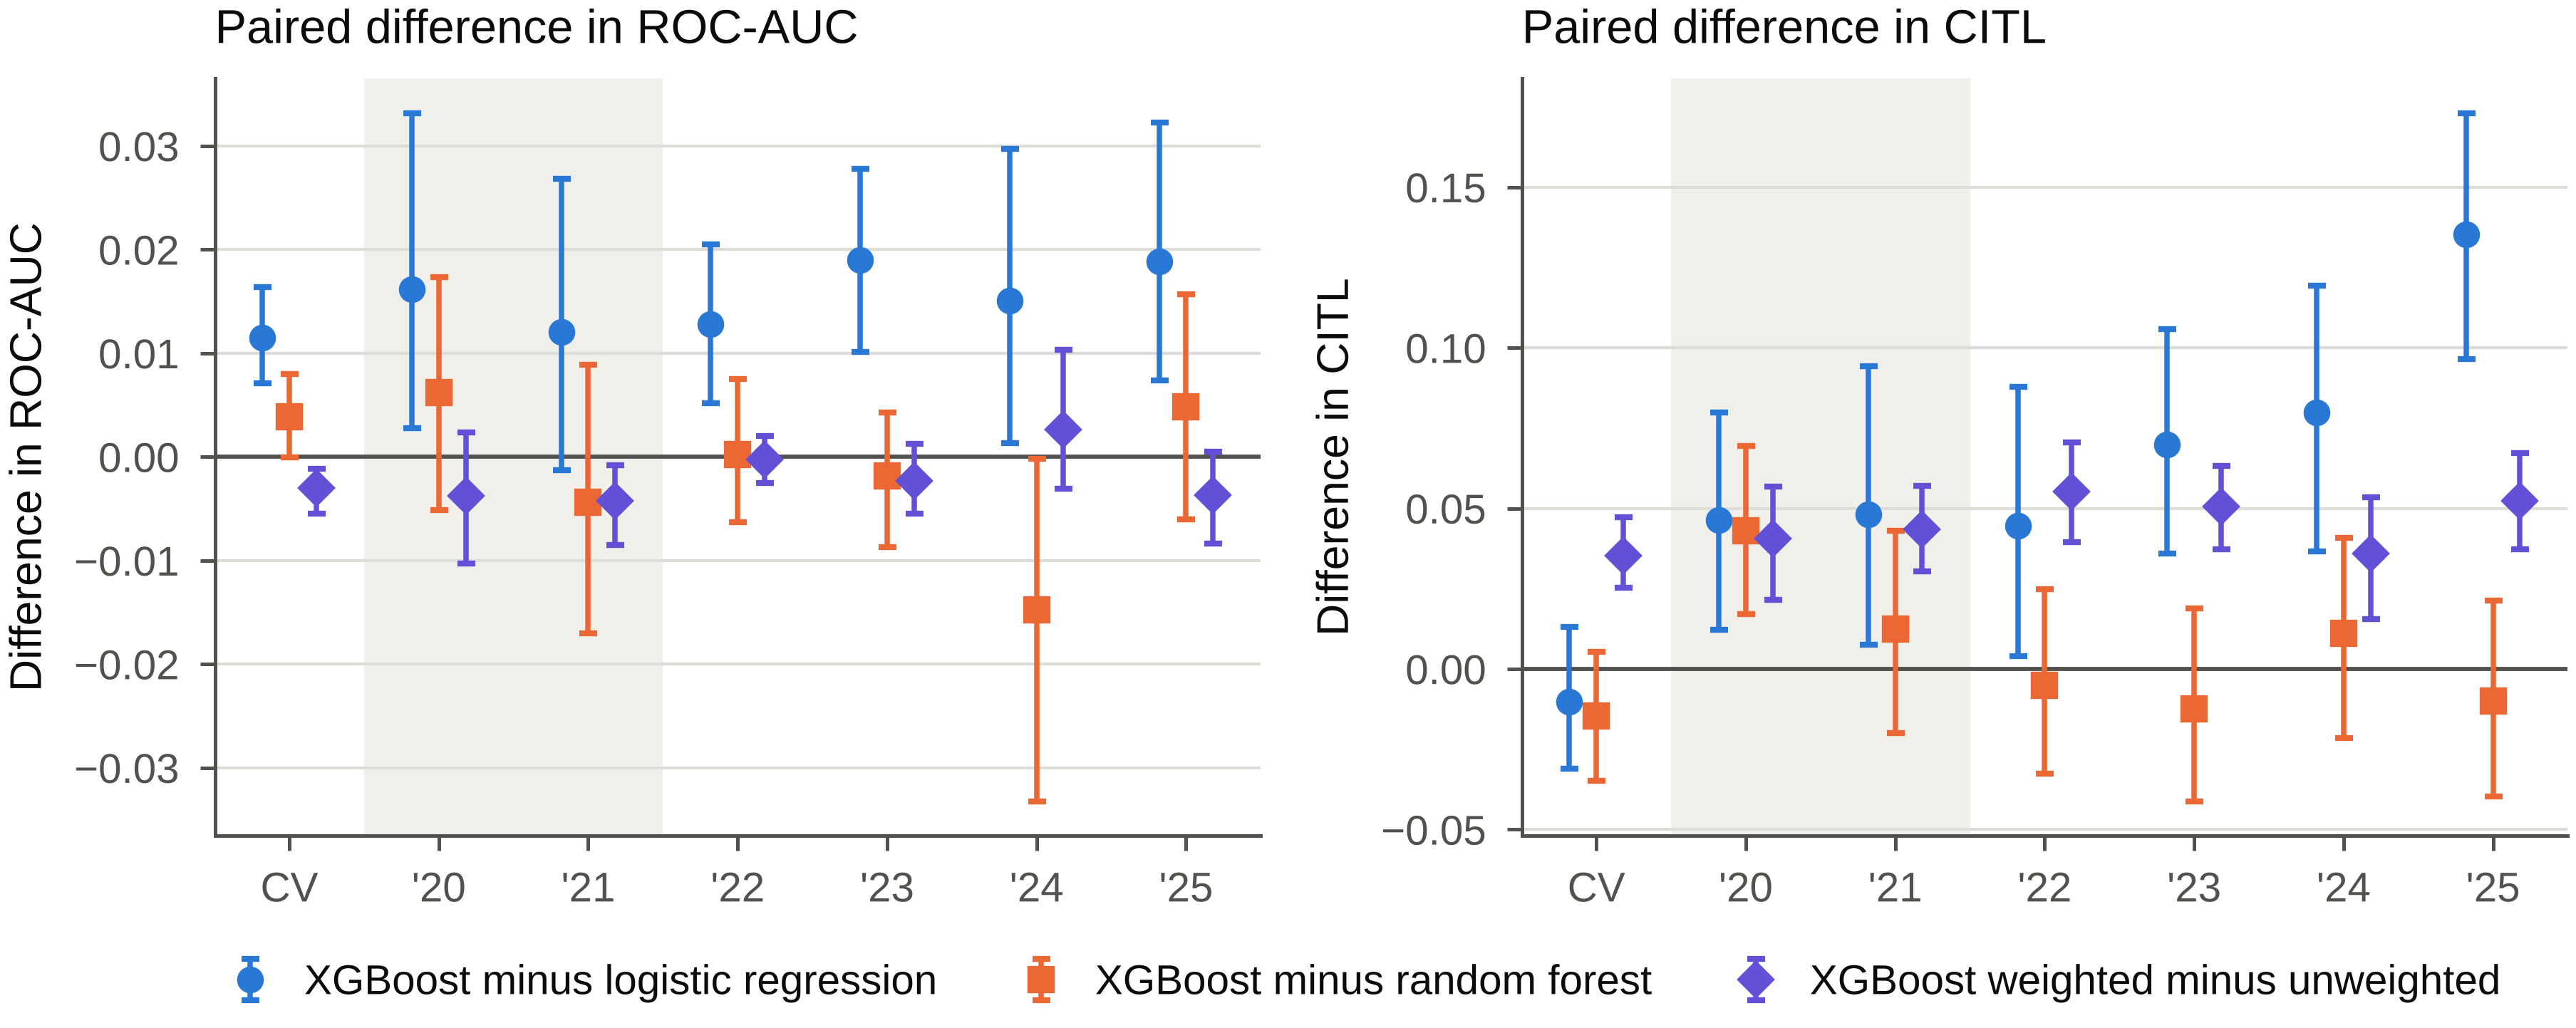 Paired difference in ROC-AUC
Difference in ROC-AUC
0.03
0.02
0.01
0.00
−0.01
−0.02
−0.03
CV '20 '21 '22 '23 '24 '25
Paired difference in CITL
Difference in CITL
0.15
0.10
0.05
0.00
−0.05
CV '20 '21 '22 '23 '24 '25
XGBoost minus logistic regression XGBoost minus random forest XGBoost weighted minus unweighted